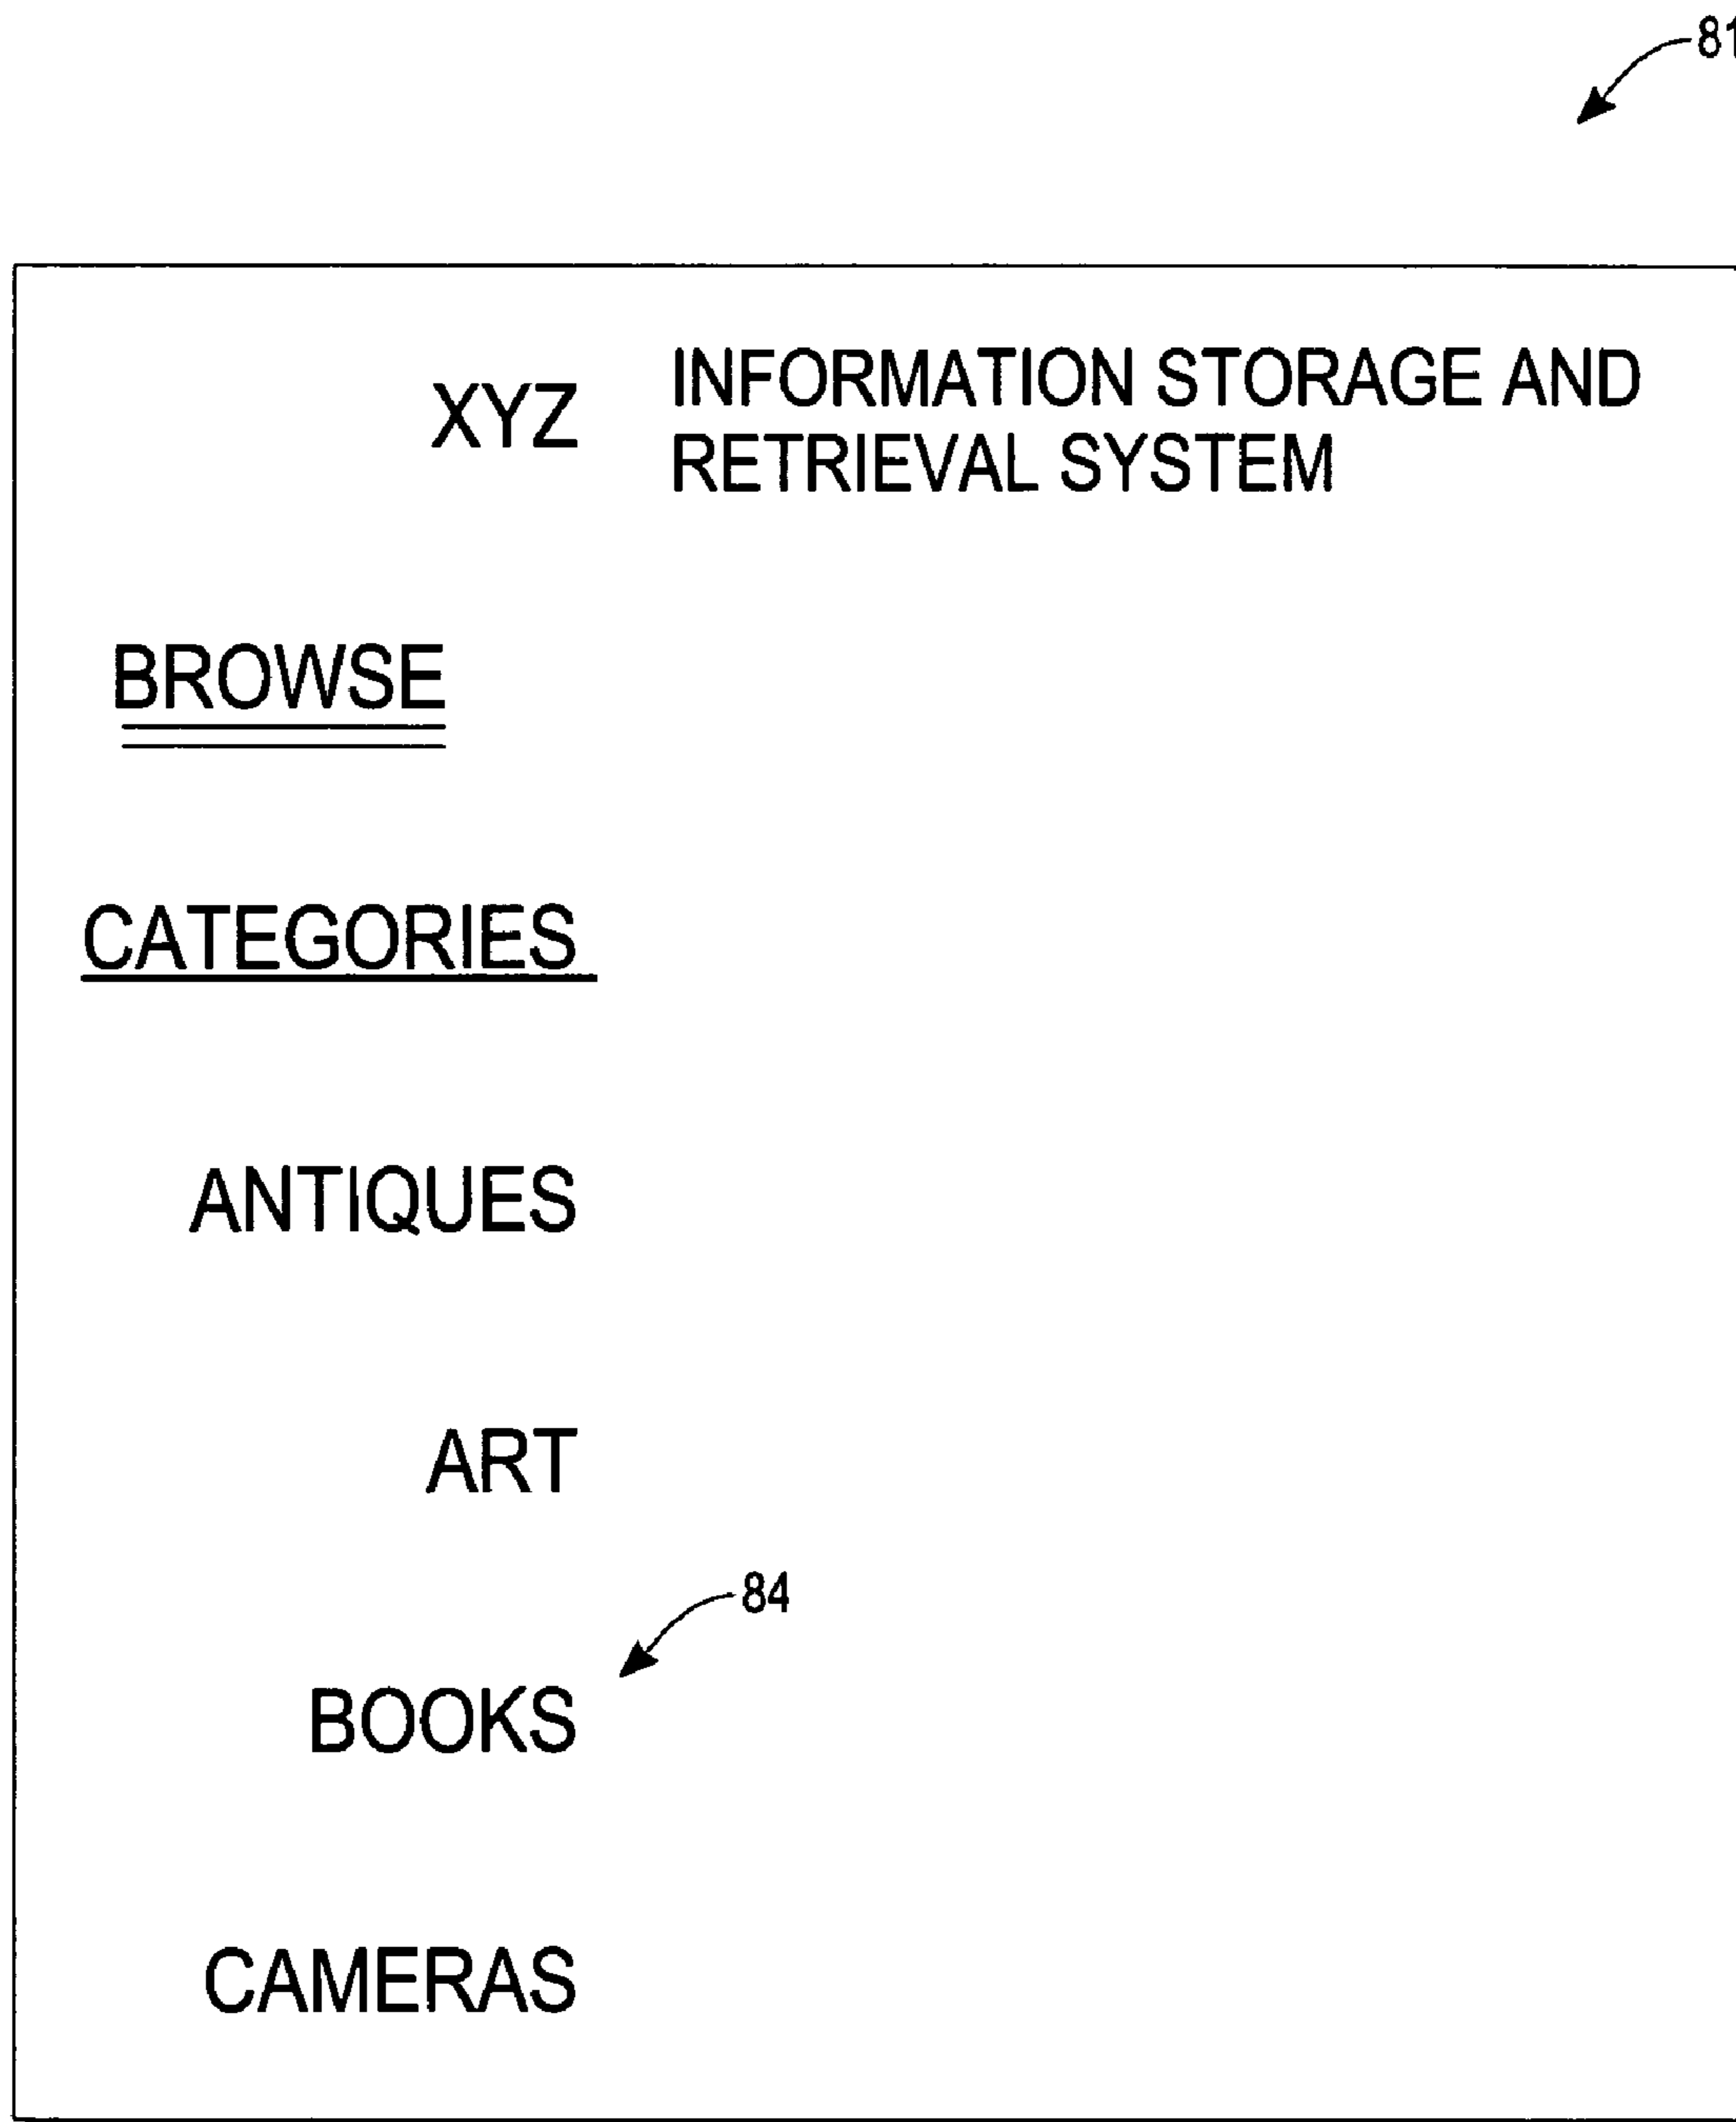 81
XYZ
INFORMATION STORAGE AND
RETRIEVAL SYSTEM
BROWSE
CATEGORIES
ANTIQUES
ART
84
BOOKS
CAMERAS